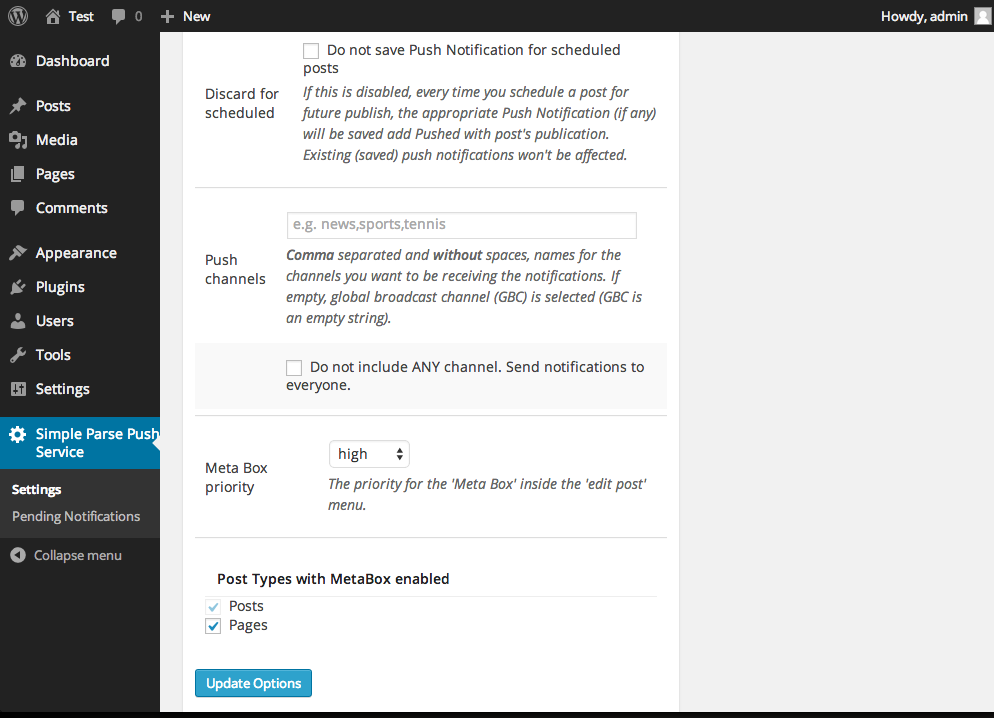 Test 0 New Howdy, admin
Dashboard
Posts
Media
Pages
Comments
Appearance
Plugins
Users
Tools
Settings
Simple Parse Push
Service
Settings
Pending Notifications
Collapse menu
Discard for
scheduled
Do not save Push Notification for scheduled
posts
If this is disabled, every time you schedule a post for
future publish, the appropriate Push Notification (if any)
will be saved add Pushed with post's publication.
Existing (saved) push notifications won't be affected.
Push
channels
e.g. news,sports,tennis
Comma separated and without spaces, names for the
channels you want to be receiving the notifications. If
empty, global broadcast channel (GBC) is selected (GBC is
an empty string).
Do not include ANY channel. Send notifications to
everyone.
Meta Box
priority
high
The priority for the 'Meta Box' inside the 'edit post'
menu.
Post Types with MetaBox enabled
Posts
Pages
Update Options